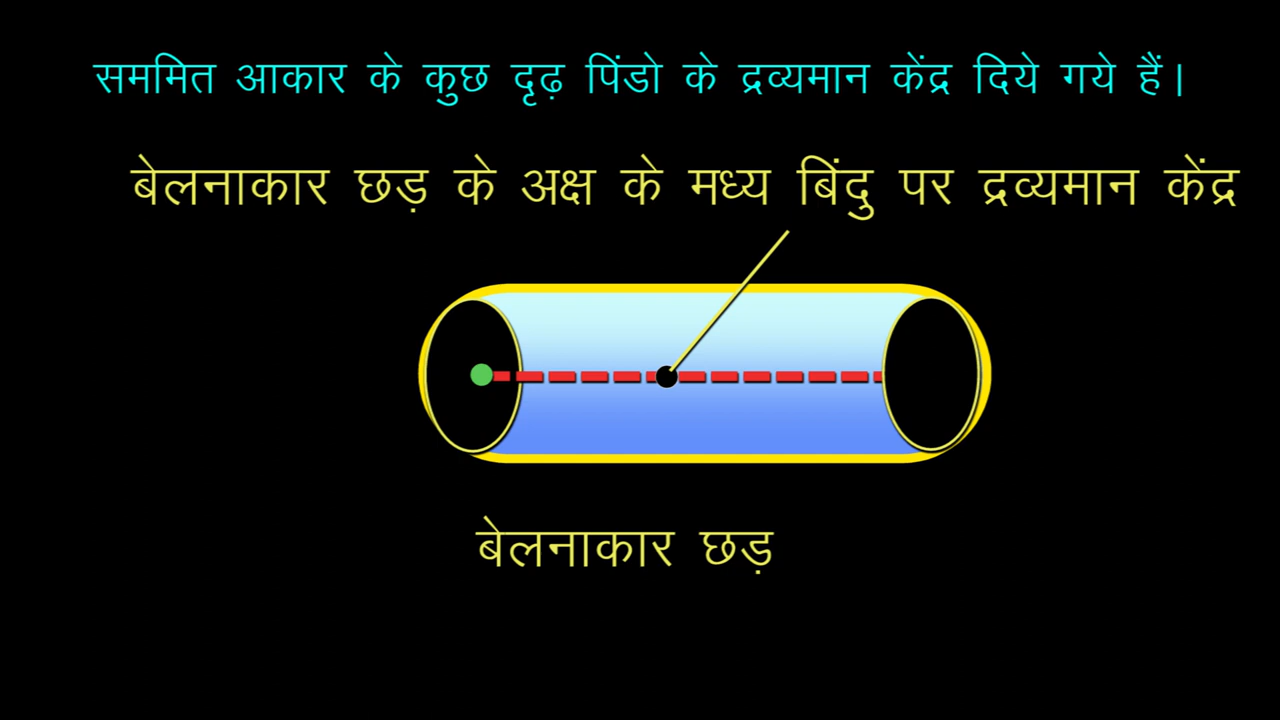 सममित आकार के कुछ दृढ़ पिंडो के द्रव्यमान केंद्र दिये गये हैं।
बेलनाकार छड़ के अक्ष के मध्य बिंदु पर द्रव्यमान केंद्र
बेलनाकार छड़